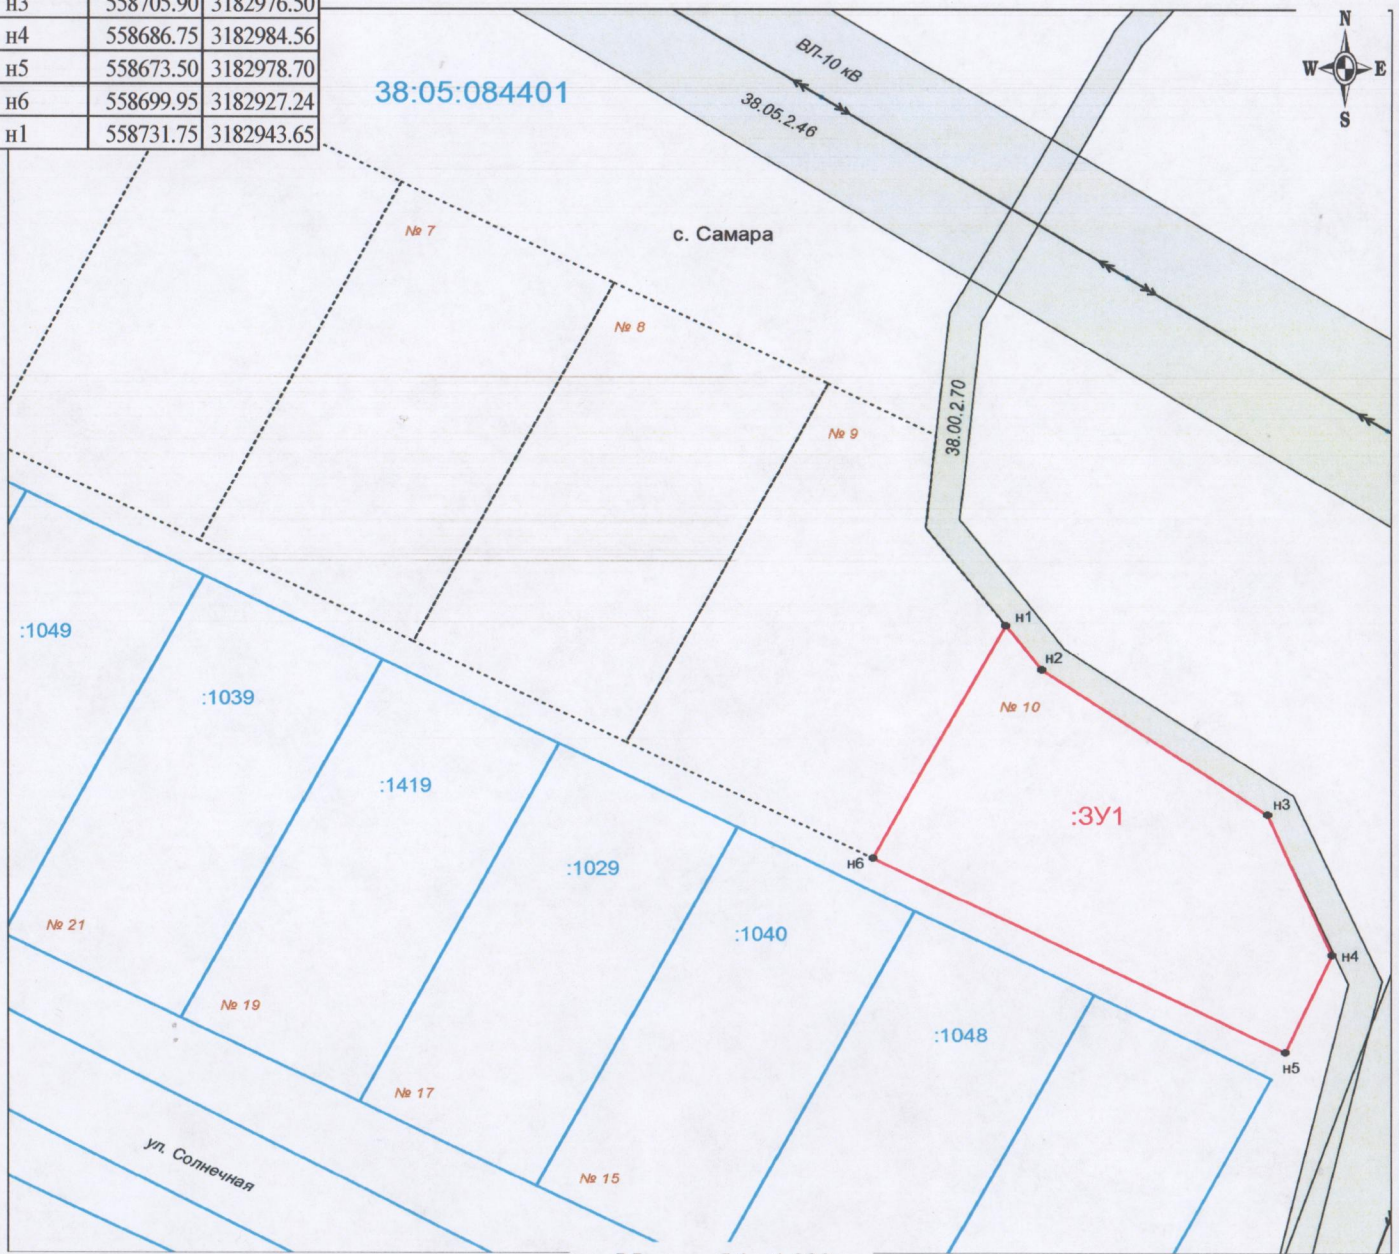 н3 558705.90 3182976.50
н4 558686.75 3182984.56
н5 558673.50 3182978.70
н6 558699.95 3182927.24
н1 558731.75 3182943.65
38:05:084401
ВЛ-10 кВ
38.05.2.46
N
W E
S
с. Самара
№ 7
№ 8
№ 9
38.00.2.70
н1
н2
№ 10
:ЗУ1
н3
н4
н5
н6
:1049
:1039
:1419
:1029
:1040
:1048
№ 21
№ 19
№ 17
№ 15
ул. Солнечная